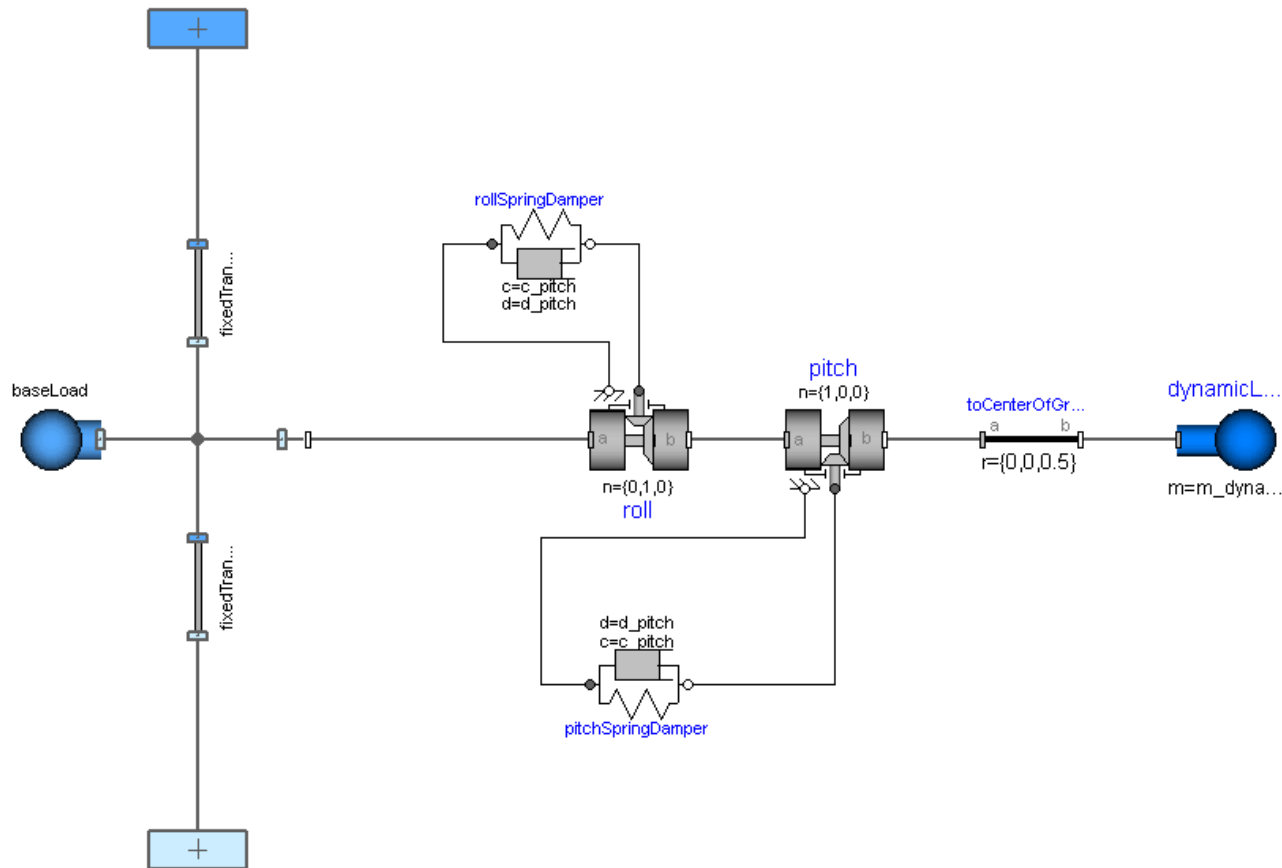 rollSpringDamper
c=c_pitch
d=d_pitch
fixedTran...
baseLoad
pitch
n={1,0,0}
dynamicL...
toCenterOfGr...
a b
a b
a b
r={0,0,0.5}
n={0,1,0}
roll
m=m_dyna...
fixedTran...
d=d_pitch
c=c_pitch
pitchSpringDamper